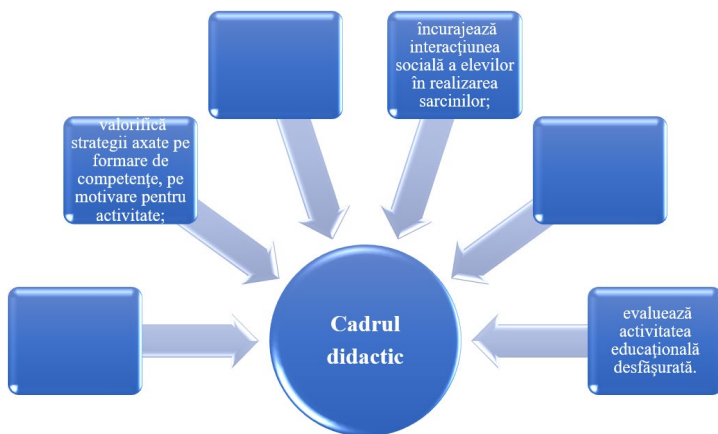 încurajează
interacțiunea
socială a elevilor
în realizarea
sarcinilor;
valorifică
strategii axate pe
formare de
competențe, pe
motivare pentru
activitate;
Cadrul
didactic
evaluează
activitatea
educațională
desfășurată.